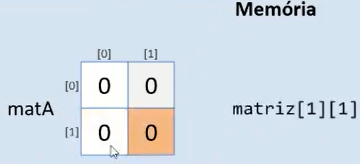 Memória
[0] [1]
[0] 0 0
matA
matriz[1][1]
[1] 0 0